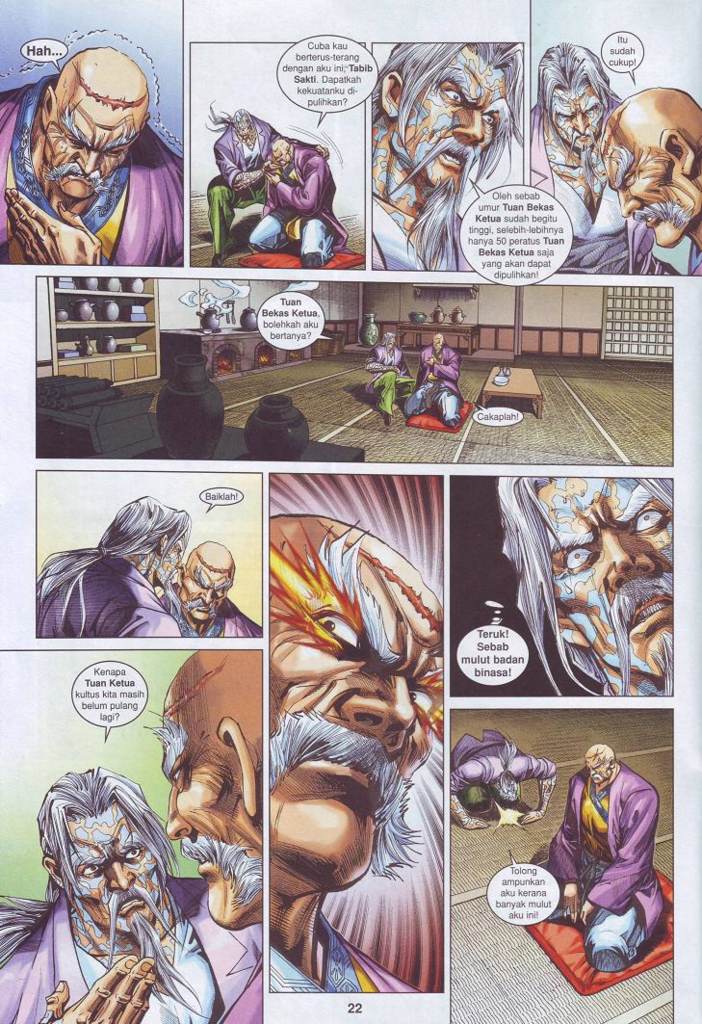 Hah...
Cuba kau
berterus-terang
dengan aku ini, Tabib
Sakti. Dapatkah
kekuatanku di-
pulihkan?
Oleh sebab
umur Tuan Bekas
Ketua sudah begitu
tinggi, selebih-lebihnya
hanya 50 peratus Tuan
Bekas Ketua saja
yang akan dapat
dipulihkan!
Itu
sudah
cukup!
Tuan
Bekas Ketua,
bolehkah aku
bertanya?
Cakaplah!
Baiklah!
Kenapa
Tuan Ketua
kultus kita masih
belum pulang
lagi?
Teruk!
Sebab
mulut badan
binasa!
Tolong
ampunkan
aku kerana
banyak mulut
aku ini!
22